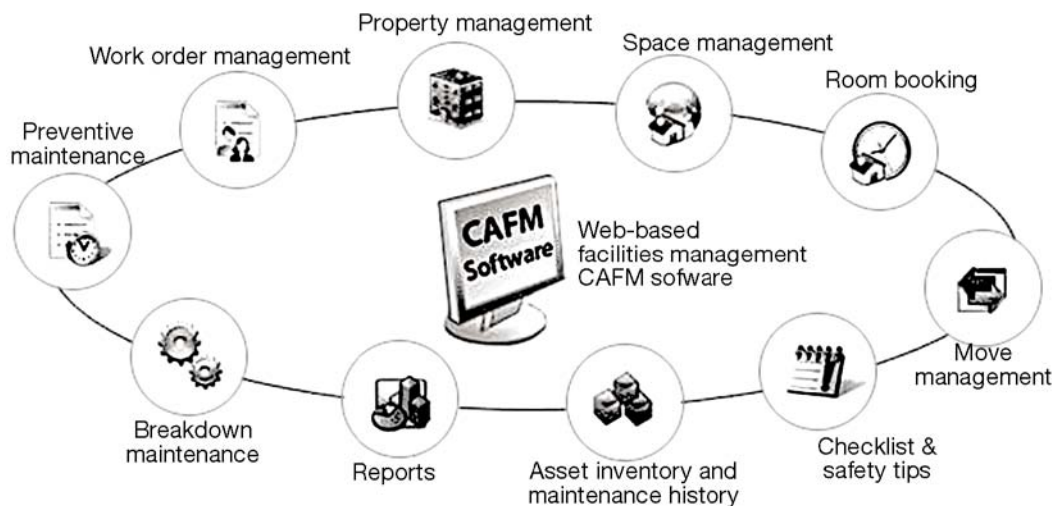 Property management
Space management
Work order management
Room booking
Preventive
maintenance
CAFM
Software
Web-based
facilities management
CAFM sofware
Move
management
Breakdown
maintenance
Reports
Asset inventory and
maintenance history
Checklist &
safety tips